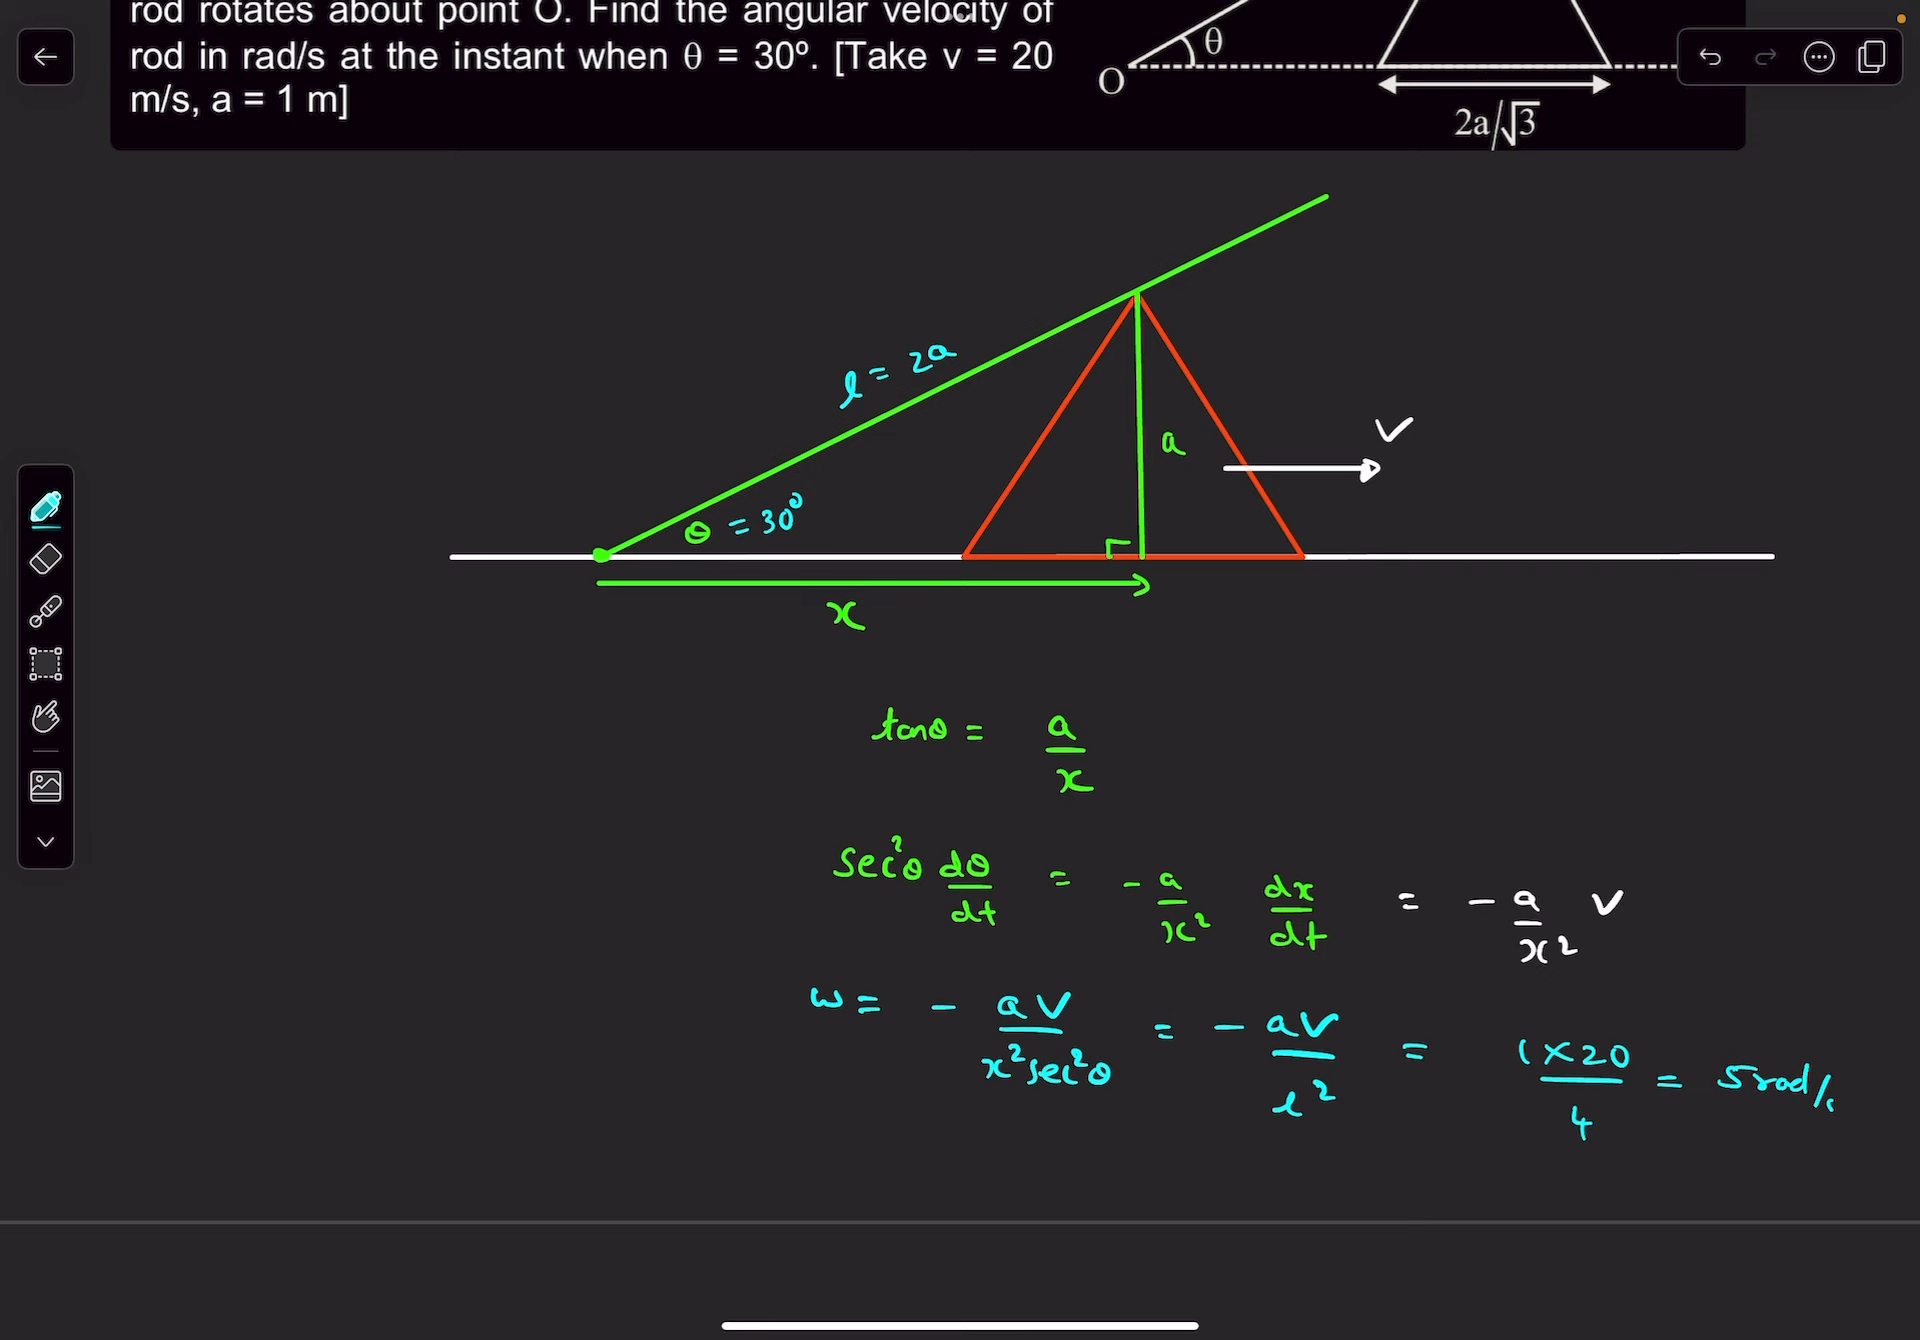 rod rotates about point O. Find the angular velocity of
rod in rad/s at the instant when θ = 30º. [Take v = 20
m/s, a = 1 m]
θ
O
2a/√3
l = 2a
a
v
θ = 30⁰
x
tanθ = a/x
sec²θ dθ/dt = - a/x² dx/dt = - a/x² v
ω = - av/x²sec²θ = - av/l² = 1×20/4 = 5 rad/s